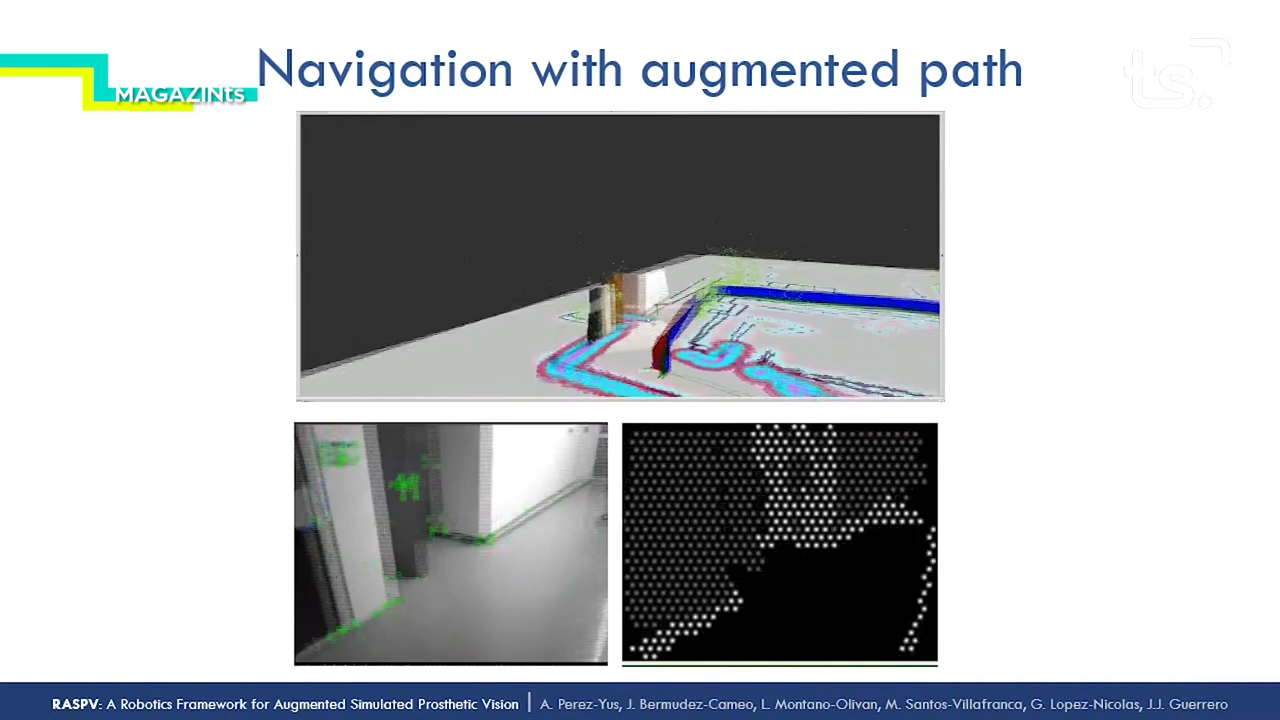 Navigation with augmented path
MAGAZINts
ts.
RASPV: A Robotics Framework for Augmented Simulated Prosthetic Vision | A. Perez-Yus, J. Bermudez-Cameo, L. Montano-Olivan, M. Santos-Villafranca, G. Lopez-Nicolas, J.J. Guerrero